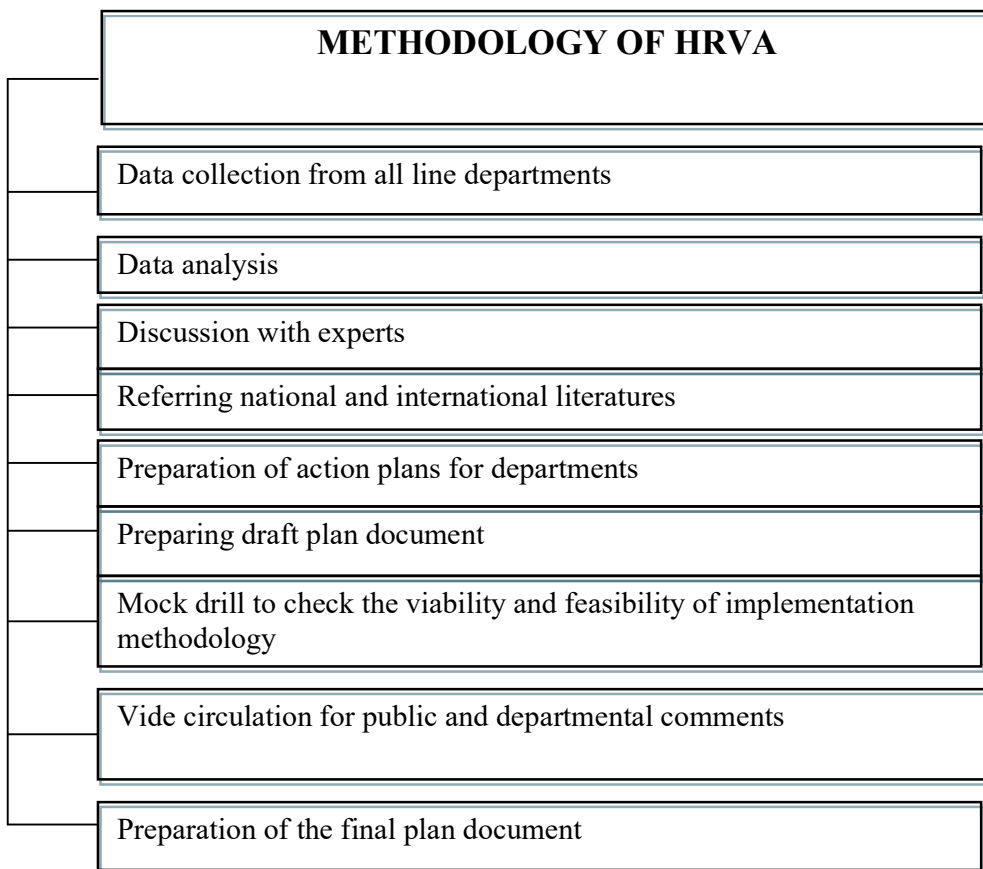 METHODOLOGY OF HRVA
Data collection from all line departments
Data analysis
Discussion with experts
Referring national and international literatures
Preparation of action plans for departments
Preparing draft plan document
Mock drill to check the viability and feasibility of implementation
methodology
Vide circulation for public and departmental comments
Preparation of the final plan document